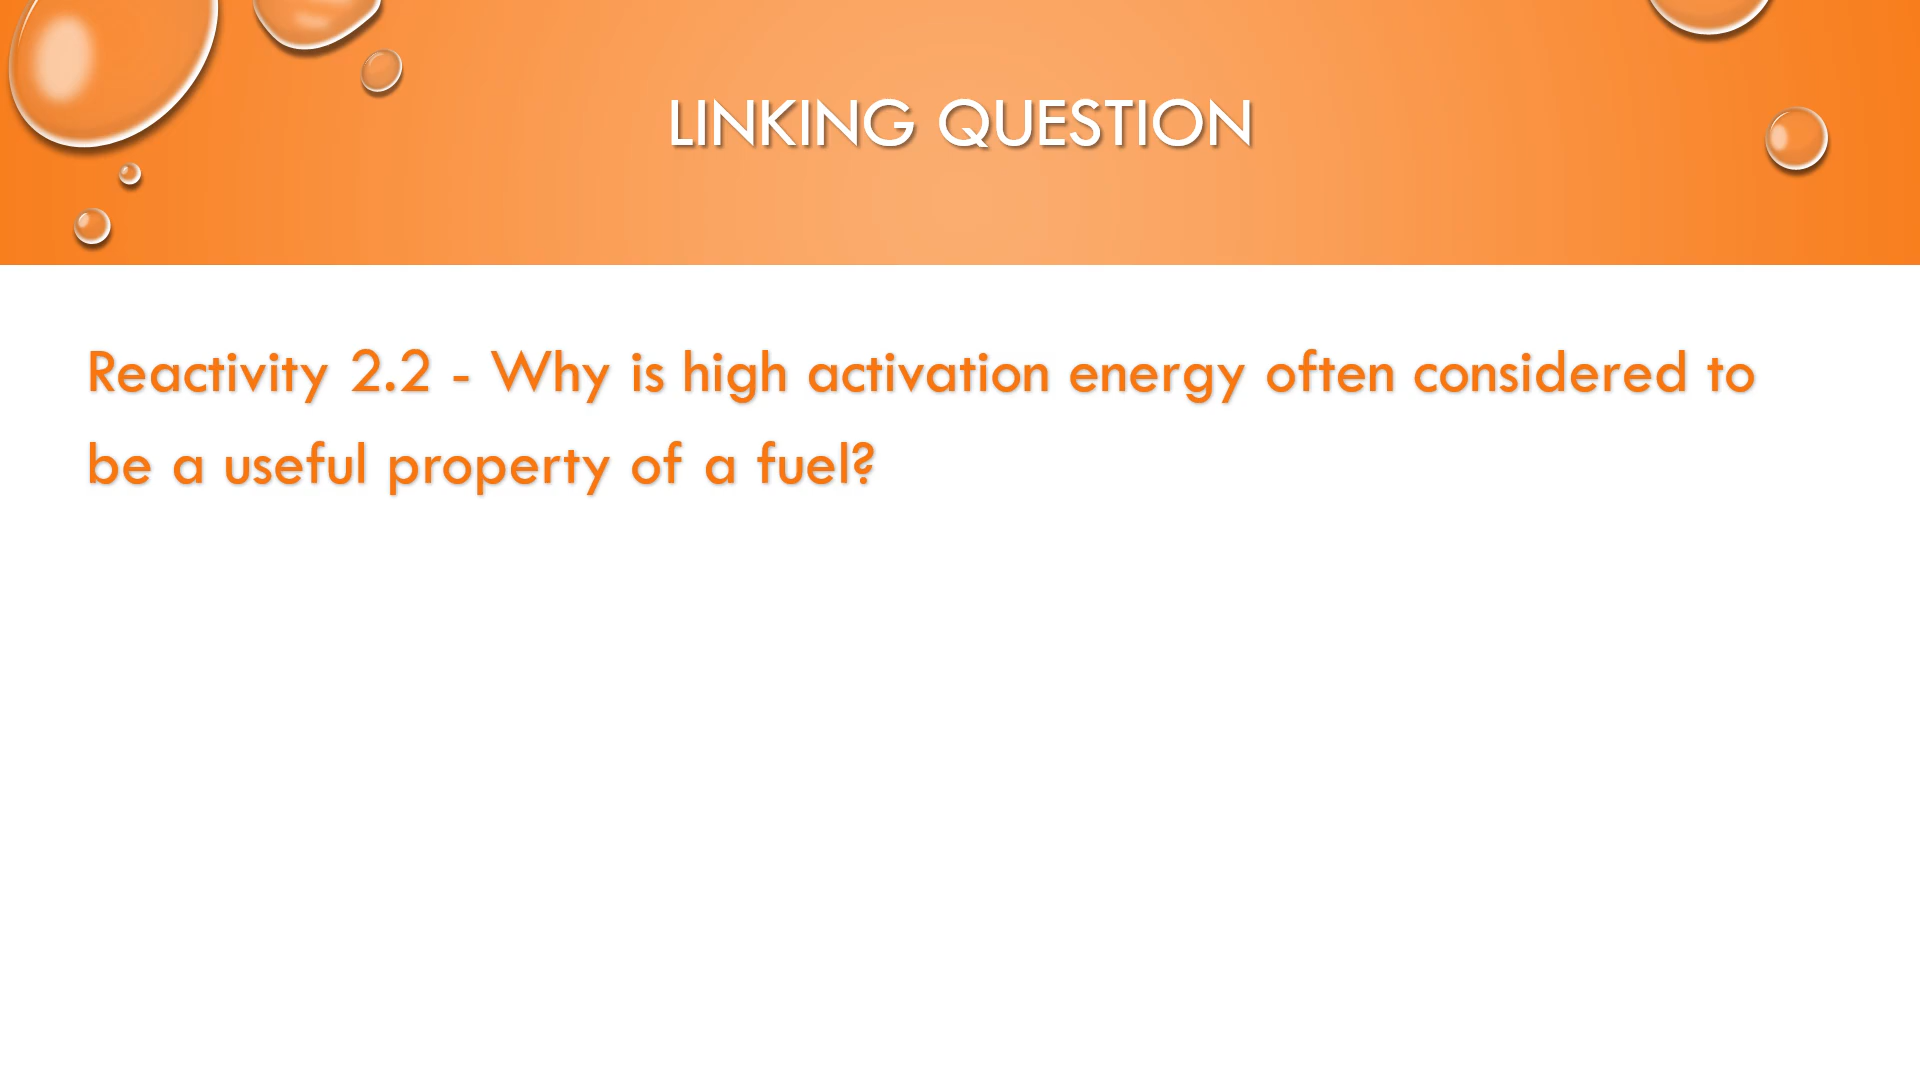 LINKING QUESTION
Reactivity 2.2 - Why is high activation energy often considered to
be a useful property of a fuel?